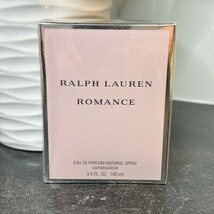 RALPH LAUREN
ROMANCE
EAU DE PARFUM NATURAL SPRAY
VAPORISATEUR
3.4 FL. OZ. 100 ml